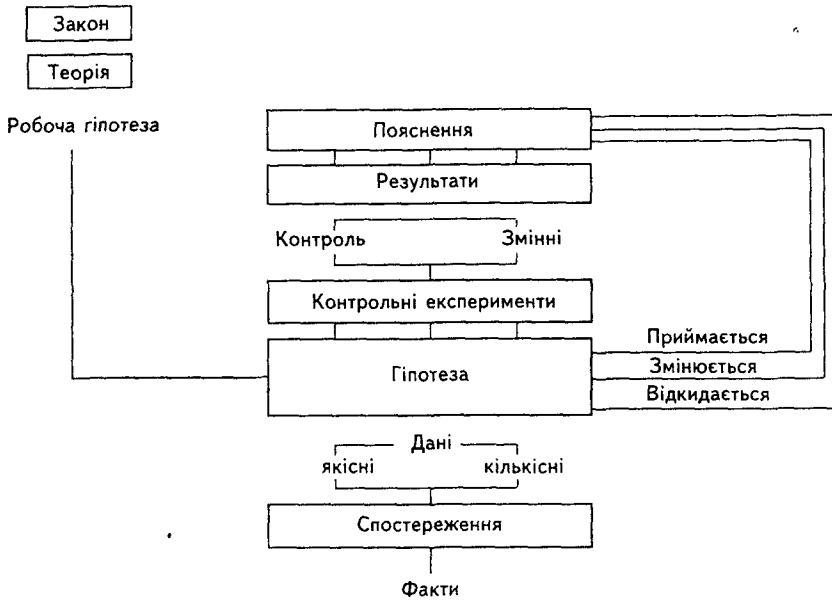 Закон
Теорія
Робоча гіпотеза
Пояснення
Результати
Контроль
Змінні
Контрольні експерименти
Гіпотеза
Приймається
Змінюється
Відкидається
Дані
якісні
кількісні
Спостереження
Факти